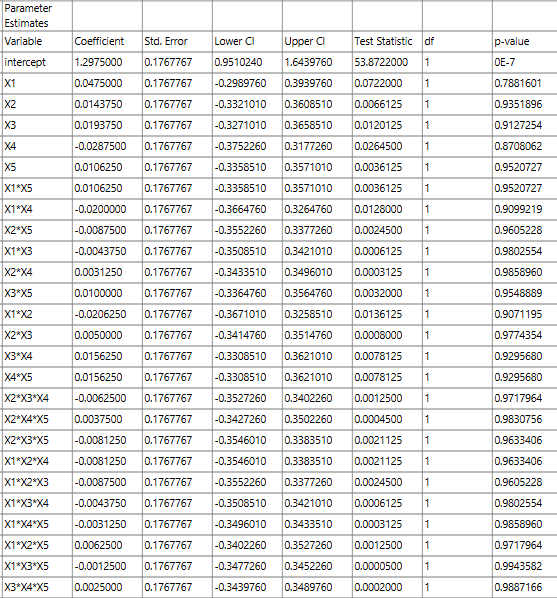 Parameter
Estimates
Variable Coefficient Std. Error Lower CI Upper CI Test Statistic df p-value
intercept 1.2975000 0.1767767 0.9510240 1.6439760 53.8722000 1 0E-7
X1 0.0475000 0.1767767 -0.2989760 0.3939760 0.0722000 1 0.7881601
X2 0.0143750 0.1767767 -0.3321010 0.3608510 0.0066125 1 0.9351896
X3 0.0193750 0.1767767 -0.3271010 0.3658510 0.0120125 1 0.9127254
X4 -0.0287500 0.1767767 -0.3752260 0.3177260 0.0264500 1 0.8708062
X5 0.0106250 0.1767767 -0.3358510 0.3571010 0.0036125 1 0.9520727
X1*X5 0.0106250 0.1767767 -0.3358510 0.3571010 0.0036125 1 0.9520727
X1*X4 -0.0200000 0.1767767 -0.3664760 0.3264760 0.0128000 1 0.9099219
X2*X5 -0.0087500 0.1767767 -0.3552260 0.3377260 0.0024500 1 0.9605228
X1*X3 -0.0043750 0.1767767 -0.3508510 0.3421010 0.0006125 1 0.9802554
X2*X4 0.0031250 0.1767767 -0.3433510 0.3496010 0.0003125 1 0.9858960
X3*X5 0.0100000 0.1767767 -0.3364760 0.3564760 0.0032000 1 0.9548889
X1*X2 -0.0206250 0.1767767 -0.3671010 0.3258510 0.0136125 1 0.9071195
X2*X3 0.0050000 0.1767767 -0.3414760 0.3514760 0.0008000 1 0.9774354
X3*X4 0.0156250 0.1767767 -0.3308510 0.3621010 0.0078125 1 0.9295680
X4*X5 0.0156250 0.1767767 -0.3308510 0.3621010 0.0078125 1 0.9295680
X2*X3*X4 -0.0062500 0.1767767 -0.3527260 0.3402260 0.0012500 1 0.9717964
X2*X4*X5 0.0037500 0.1767767 -0.3427260 0.3502260 0.0004500 1 0.9830756
X2*X3*X5 -0.0081250 0.1767767 -0.3546010 0.3383510 0.0021125 1 0.9633406
X1*X2*X4 -0.0081250 0.1767767 -0.3546010 0.3383510 0.0021125 1 0.9633406
X1*X2*X3 -0.0087500 0.1767767 -0.3552260 0.3377260 0.0024500 1 0.9605228
X1*X3*X4 -0.0043750 0.1767767 -0.3508510 0.3421010 0.0006125 1 0.9802554
X1*X4*X5 -0.0031250 0.1767767 -0.3496010 0.3433510 0.0003125 1 0.9858960
X1*X2*X5 0.0062500 0.1767767 -0.3402260 0.3527260 0.0012500 1 0.9717964
X1*X3*X5 -0.0012500 0.1767767 -0.3477260 0.3452260 0.0000500 1 0.9943582
X3*X4*X5 0.0025000 0.1767767 -0.3439760 0.3489760 0.0002000 1 0.9887166